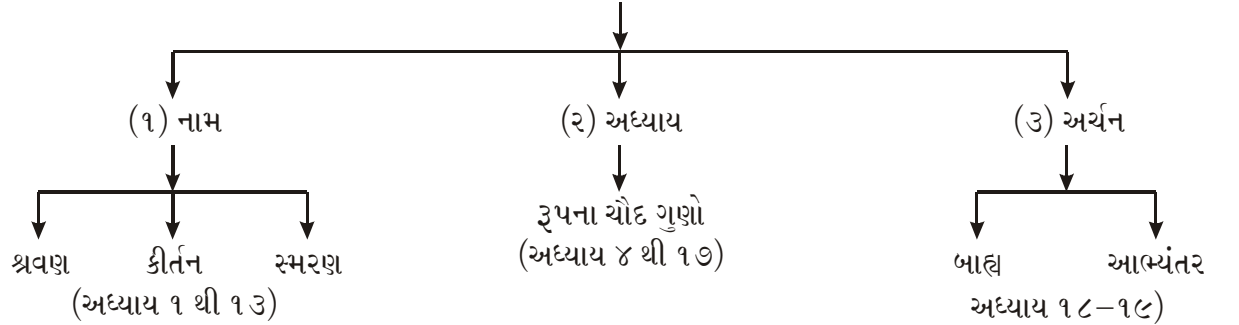 (૧) નામ
(૨) અધ્યાય
(૩) અર્ચન
શ્રવણ
કીર્તન
સ્મરણ
(અધ્યાય ૧ થી ૧૩)
રૂપના ચૌદ ગુણો
(અધ્યાય ૪ થી ૧૭)
બાહ્ય
આભ્યંતર
અધ્યાય ૧૮–૧૯)